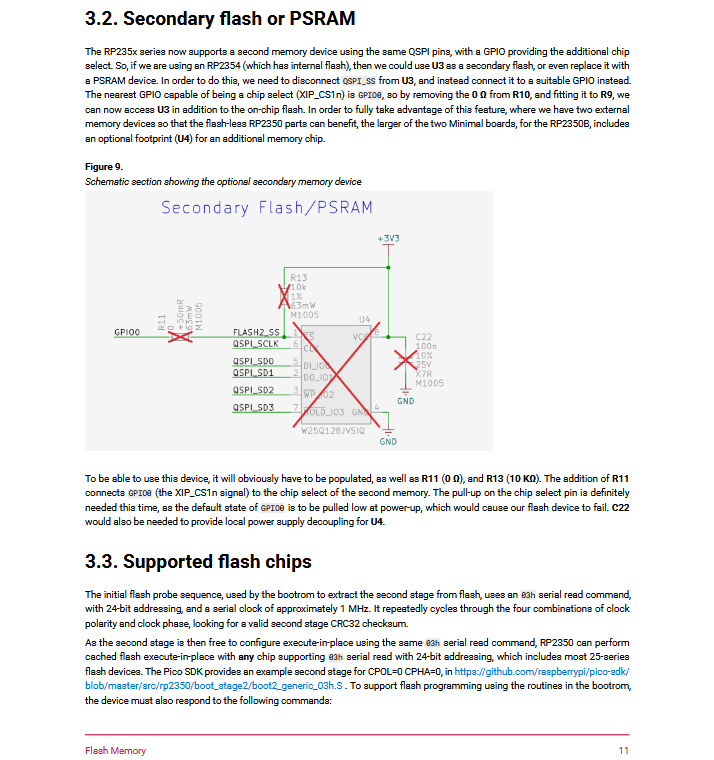 3.2. Secondary flash or PSRAM
The RP235x series now supports a second memory device using the same QSPI pins, with a GPIO providing the additional chip
select. So, if we are using an RP2354 (which has internal flash), then we could use U3 as a secondary flash, or even replace it with
a PSRAM device. In order to do this, we need to disconnect QSPI_SS from U3, and instead connect it to a suitable GPIO instead.
The nearest GPIO capable of being a chip select (XIP_CS1n) is GPIO0, so by removing the 0 Ω from R10, and fitting it to R9, we
can now access U3 in addition to the on-chip flash. In order to fully take advantage of this feature, where we have two external
memory devices so that the flash-less RP2350 parts can benefit, the larger of the two Minimal boards, for the RP2350B, includes
an optional footprint (U4) for an additional memory chip.
Figure 9.
Schematic section showing the optional secondary memory device
Secondary Flash/PSRAM
+3V3
R13
10k
1%
63mW
M1005
R11
0
+50mR
63mW
M1005
U4
GPIO0
FLASH2_SS
QSPI_SCLK
QSPI_SD0
QSPI_SD1
QSPI_SD2
QSPI_SD3
1
6
5
2
3
7
8
4
CLK
DI_IO0
DO_IO1
VCC
GND
W25Q128JVSIQ
C22
100n
10%
25V
X7R
M1005
GND
GND
To be able to use this device, it will obviously have to be populated, as well as R11 (0 Ω), and R13 (10 KΩ). The addition of R11
connects GPIO0 (the XIP_CS1n signal) to the chip select of the second memory. The pull-up on the chip select pin is definitely
needed this time, as the default state of GPIO0 is to be pulled low at power-up, which would cause our flash device to fail. C22
would also be needed to provide local power supply decoupling for U4.
3.3. Supported flash chips
The initial flash probe sequence, used by the bootrom to extract the second stage from flash, uses an 03h serial read command,
with 24-bit addressing, and a serial clock of approximately 1 MHz. It repeatedly cycles through the four combinations of clock
polarity and clock phase, looking for a valid second stage CRC32 checksum.
As the second stage is then free to configure execute-in-place using the same 03h serial read command, RP2350 can perform
cached flash execute-in-place with any chip supporting 03h serial read with 24-bit addressing, which includes most 25-series
flash devices. The Pico SDK provides an example second stage for CPOL=0 CPHA=0, in https://github.com/raspberrypi/pico-sdk/
blob/master/src/rp2350/boot_stage2/boot2_generic_03h.S. To support flash programming using the routines in the bootrom,
the device must also respond to the following commands:
Flash Memory
11